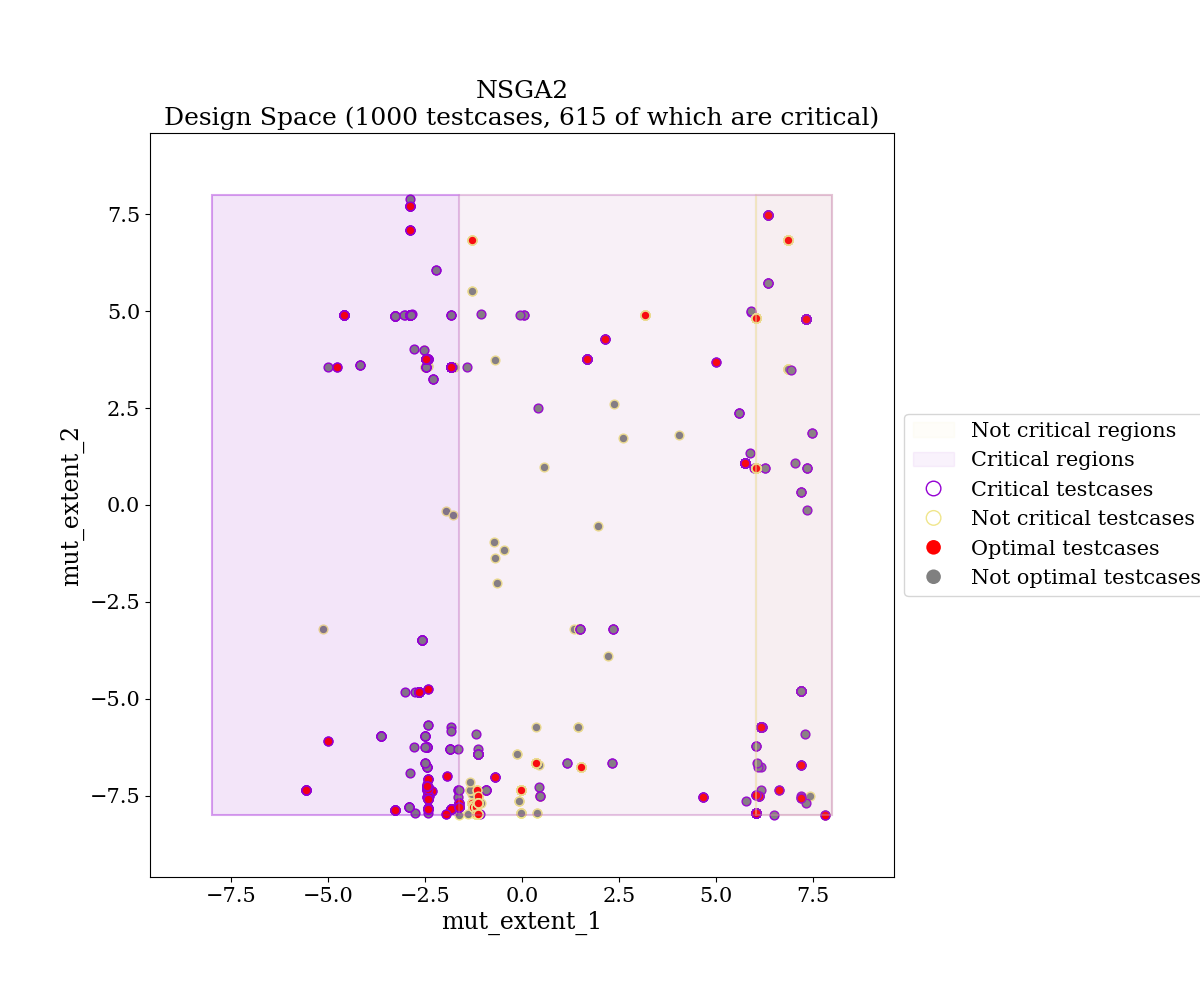 NSGA2
Design Space (1000 testcases, 615 of which are critical)
7.5
5.0
2.5
0.0
−2.5
−5.0
−7.5
mut_extent_2
−7.5
−5.0
−2.5
0.0
2.5
5.0
7.5
mut_extent_1
Not critical regions
Critical regions
Critical testcases
Not critical testcases
Optimal testcases
Not optimal testcases